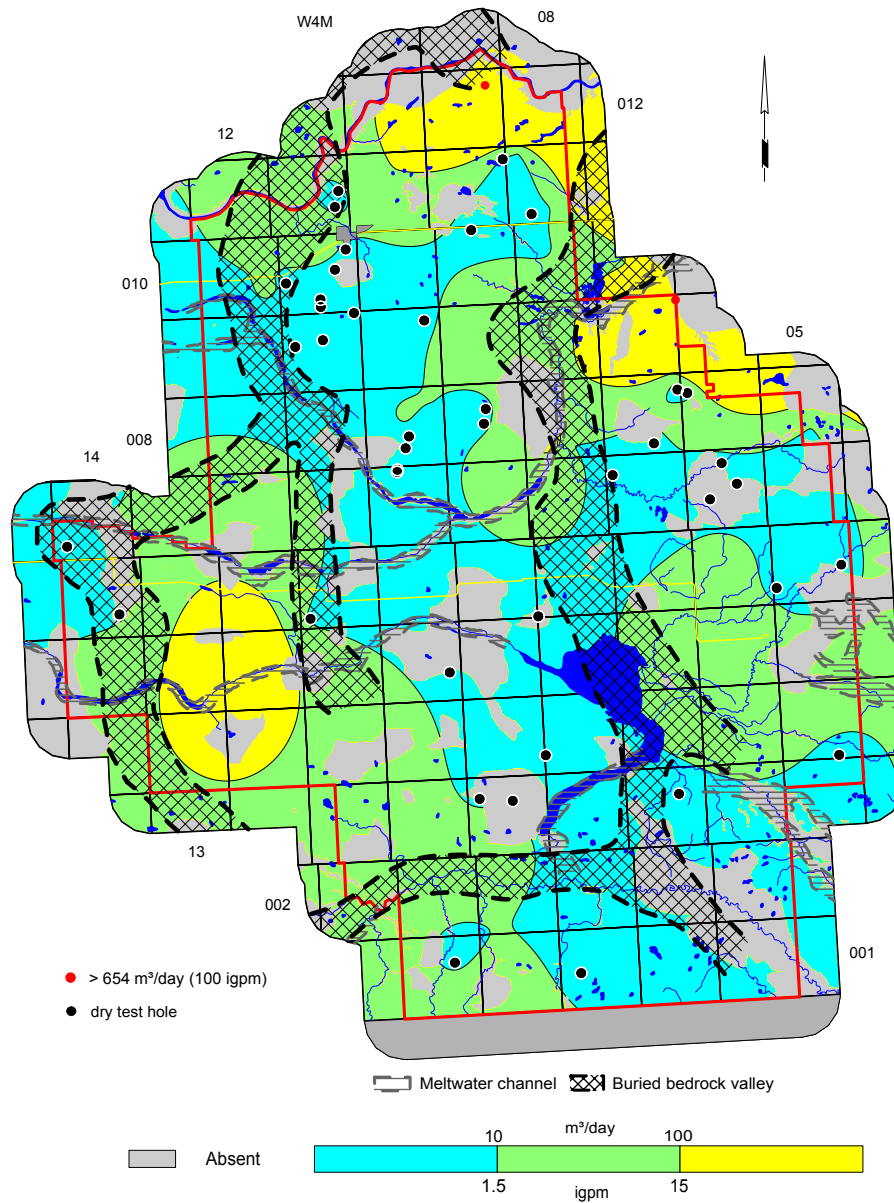 W4M
08
012
12
010
05
008
14
13
002
001
> 654 m³/day (100 igpm)
dry test hole
Meltwater channel
Buried bedrock valley
Absent
10
m³/day
100
1.5
igpm
15